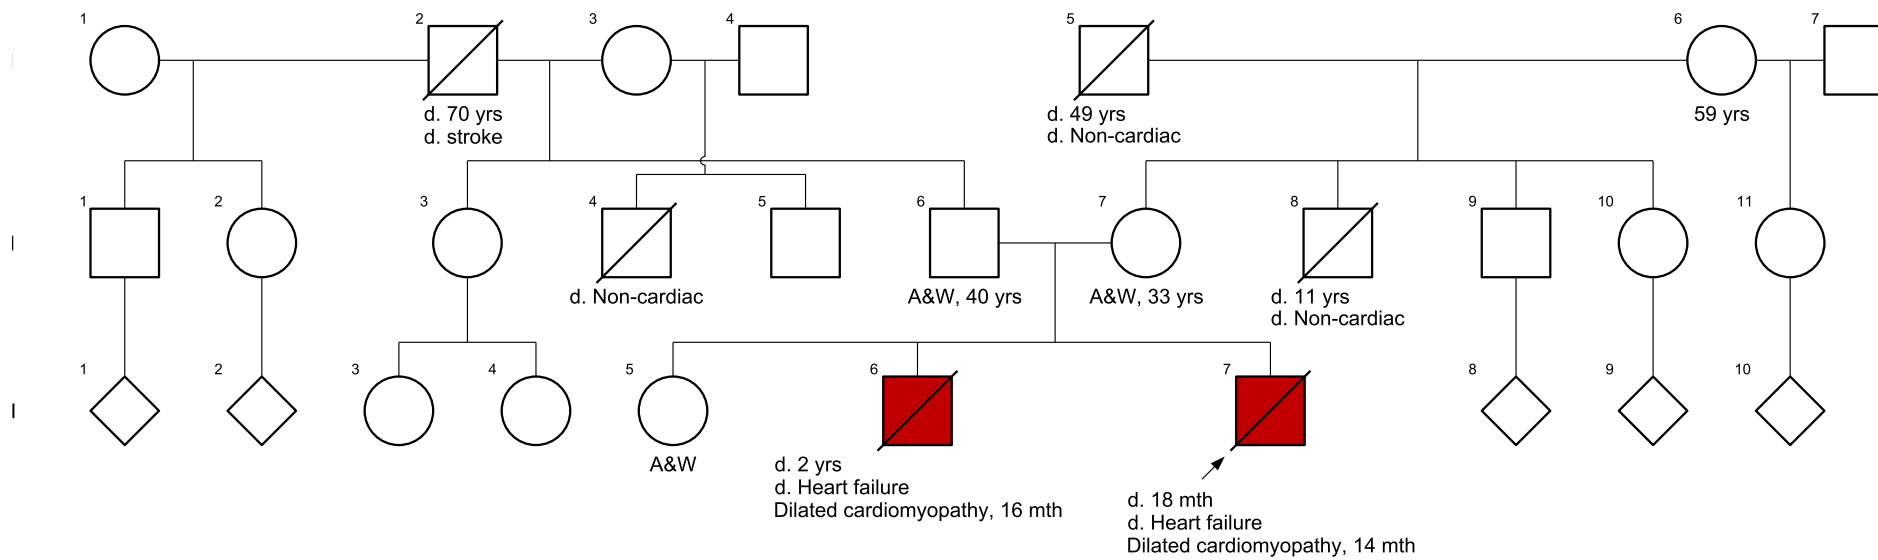 1 2 3 4 5 6 7
d. 70 yrs
d. stroke
d. 49 yrs
d. Non-cardiac
59 yrs
1 2 3 4 5 6 7 8 9 10 11
d. Non-cardiac
A&W, 40 yrs
A&W, 33 yrs
d. 11 yrs
d. Non-cardiac
1 2 3 4 5 6 7 8 9 10
A&W
d. 2 yrs
d. Heart failure
Dilated cardiomyopathy, 16 mth
d. 18 mth
d. Heart failure
Dilated cardiomyopathy, 14 mth